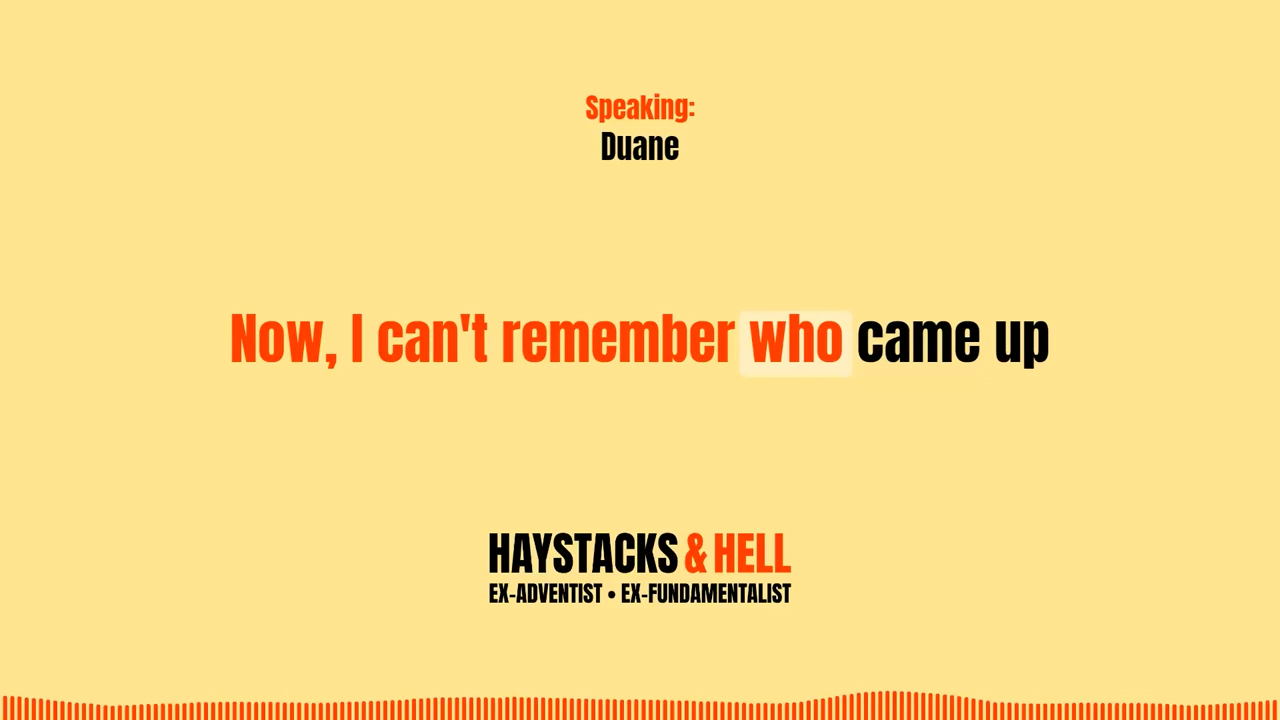 Speaking:
Duane
Now, I can't remember who came up
HAYSTACKS & HELL
EX-ADVENTIST • EX-FUNDAMENTALIST